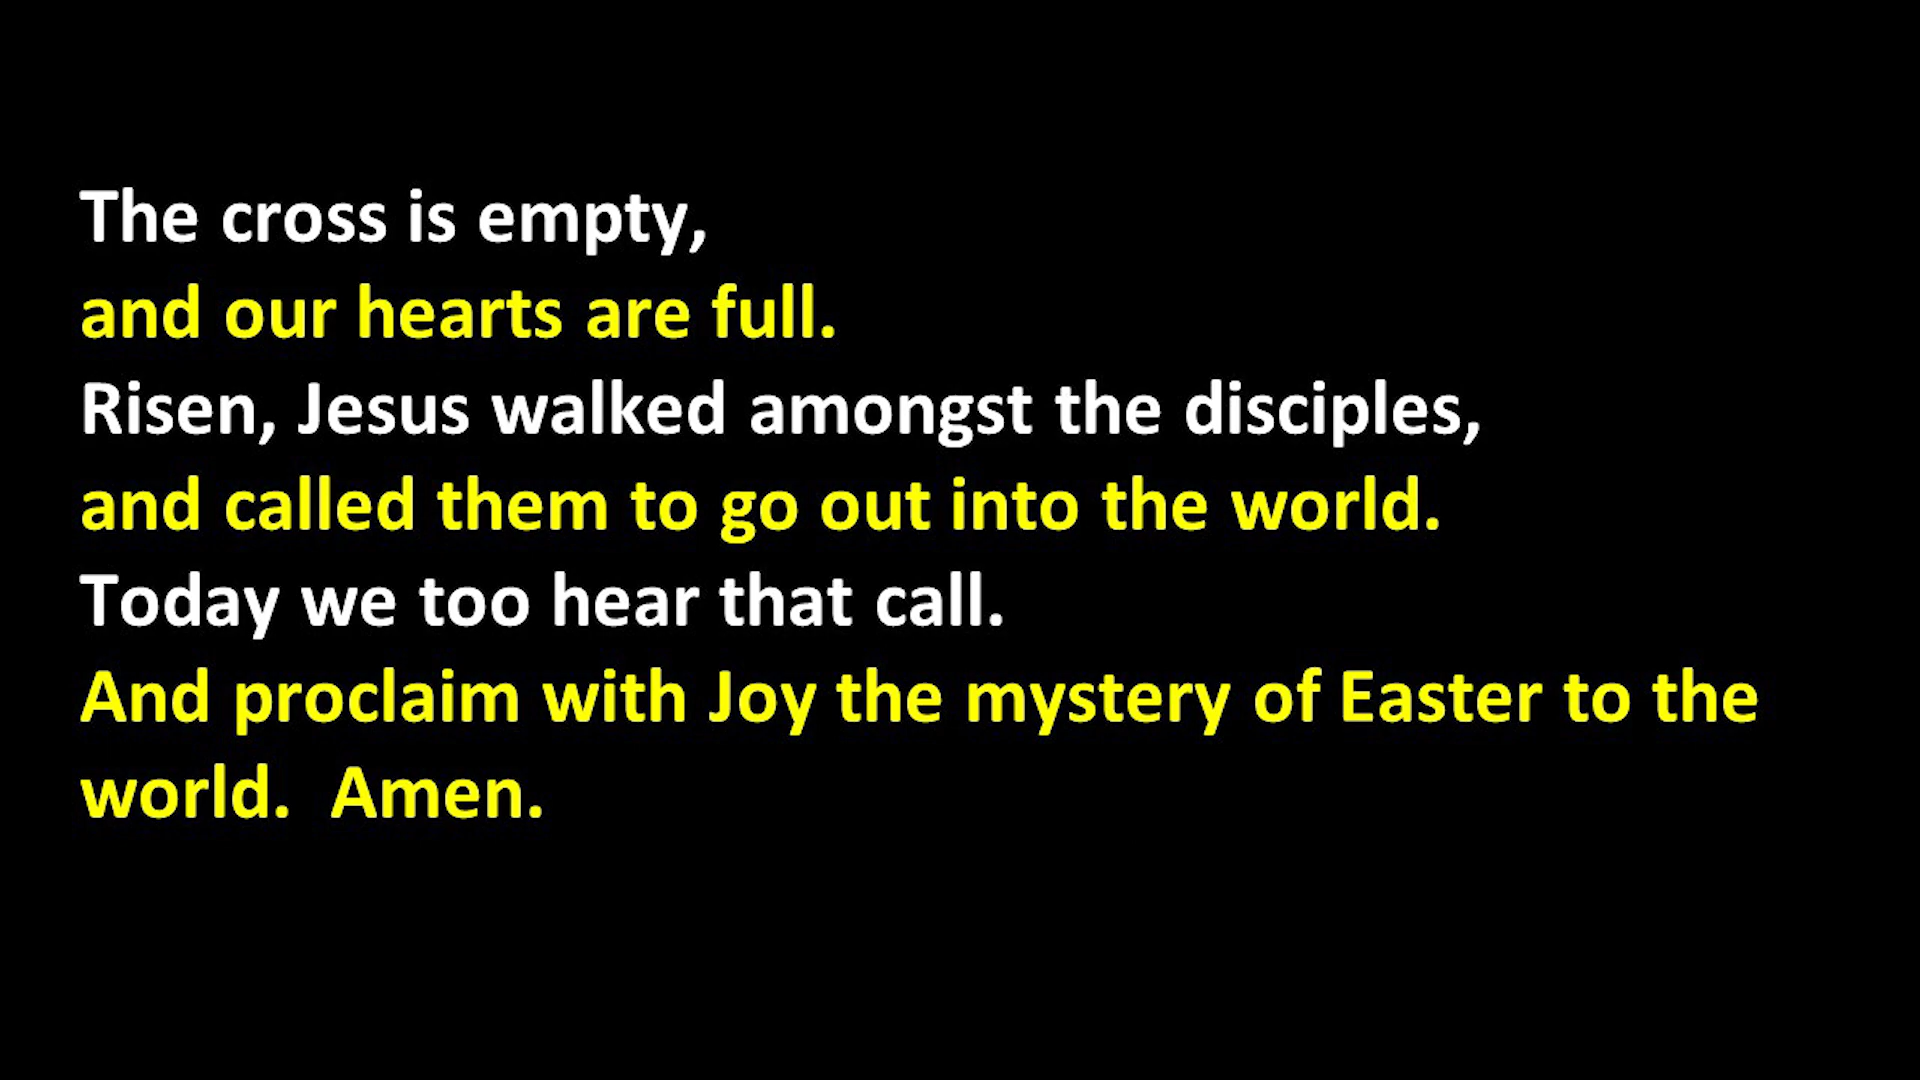 The cross is empty,
and our hearts are full.
Risen, Jesus walked amongst the disciples,
and called them to go out into the world.
Today we too hear that call.
And proclaim with Joy the mystery of Easter to the
world.  Amen.